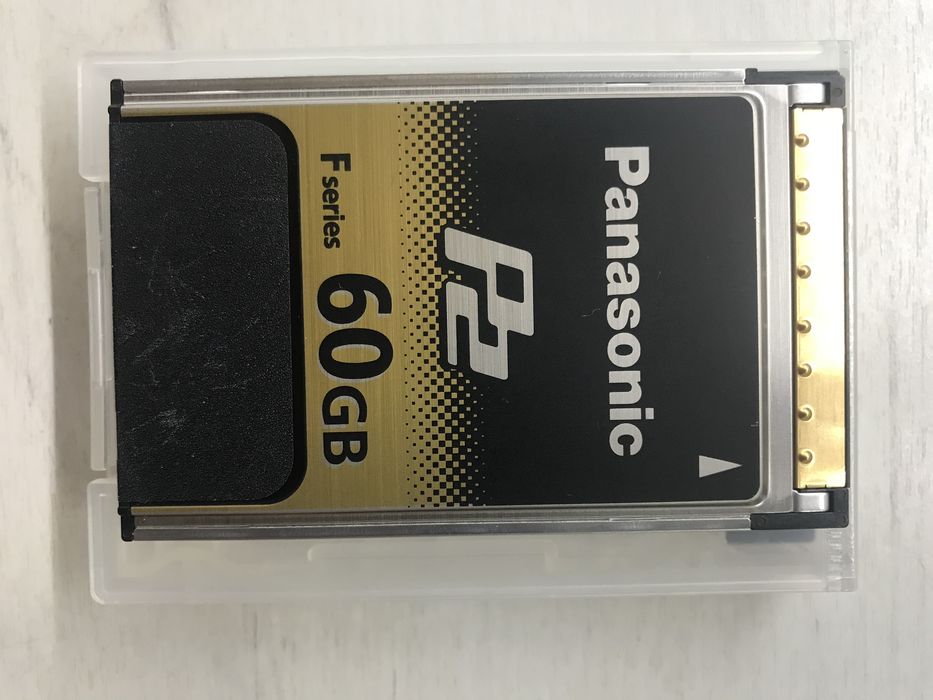 Panasonic
P2
F series 60GB